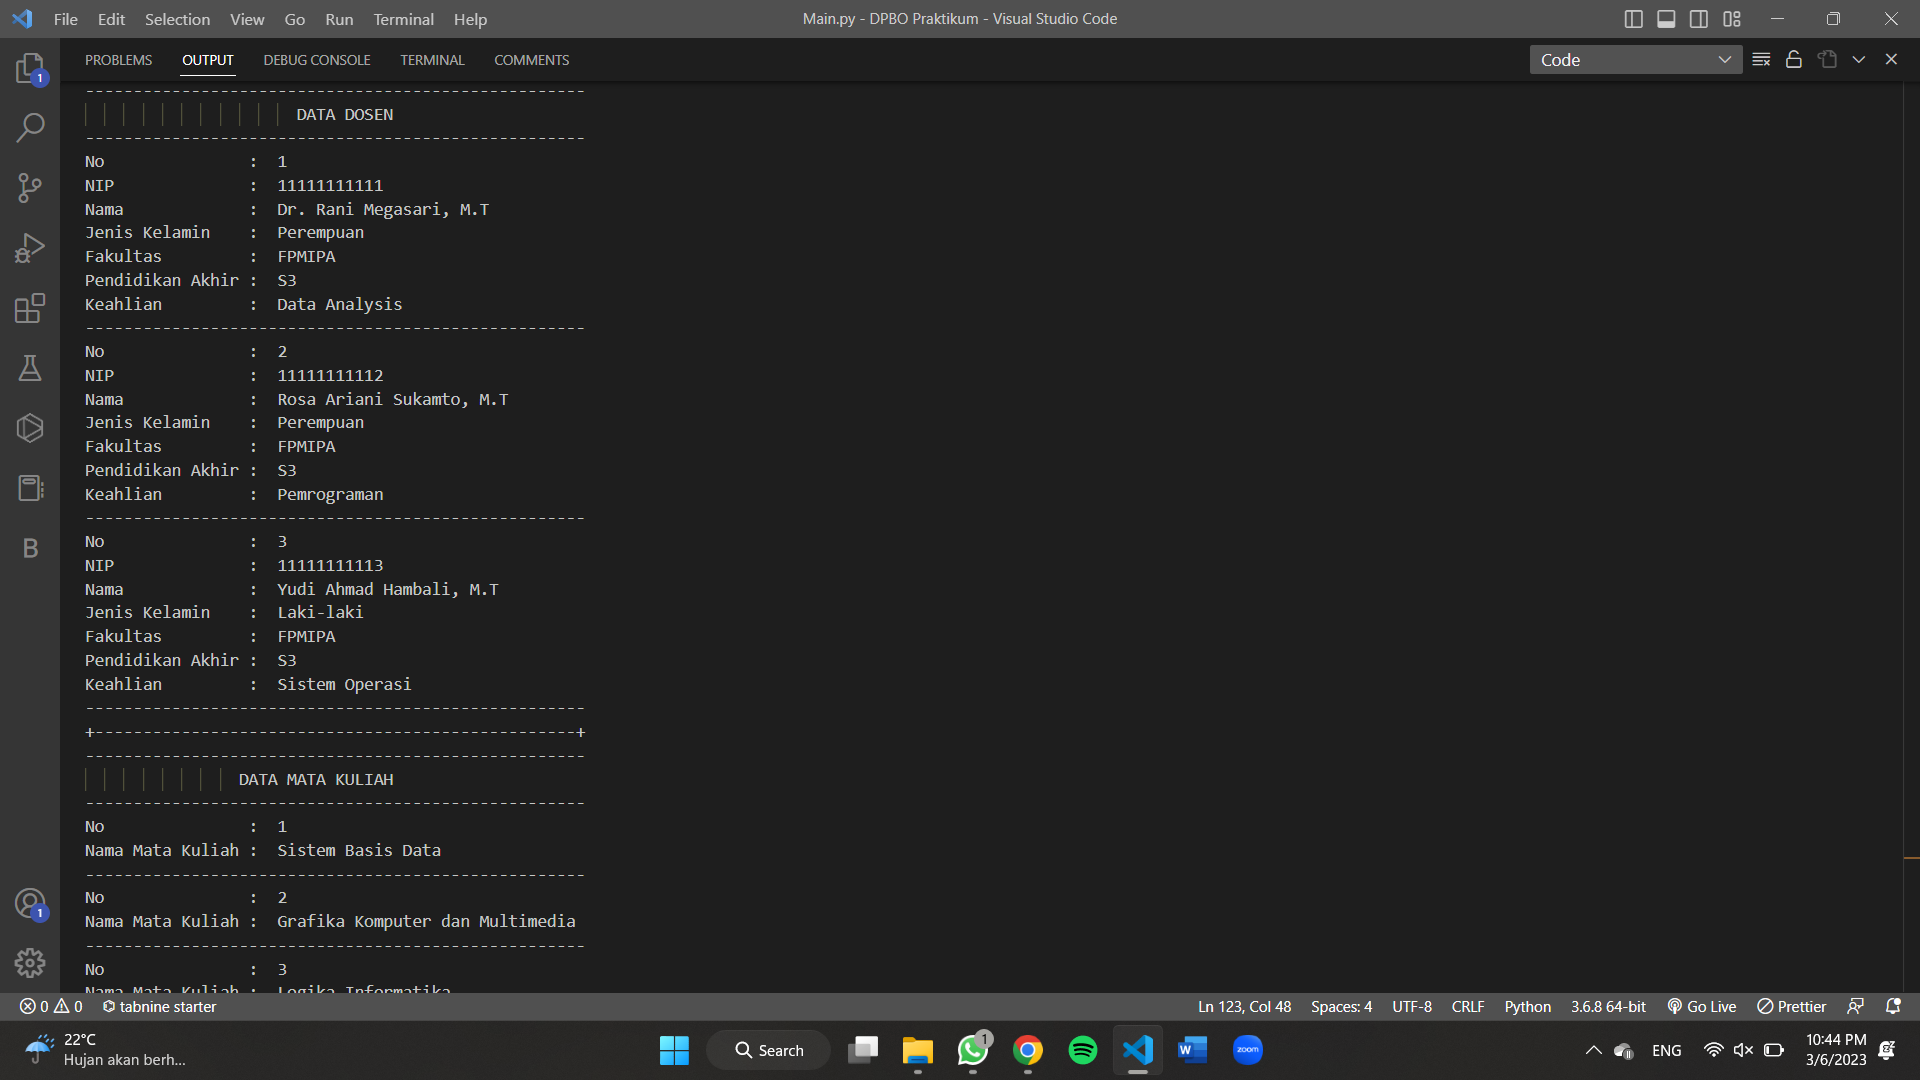 File Edit Selection View Go Run Terminal Help
Main.py - DPBO Praktikum - Visual Studio Code
PROBLEMS OUTPUT DEBUG CONSOLE TERMINAL COMMENTS
Code
----------------------------------------------------
DATA DOSEN
----------------------------------------------------
No : 1
NIP : 11111111111
Nama : Dr. Rani Megasari, M.T
Jenis Kelamin : Perempuan
Fakultas : FPMIPA
Pendidikan Akhir : S3
Keahlian : Data Analysis
----------------------------------------------------
No : 2
NIP : 11111111112
Nama : Rosa Ariani Sukamto, M.T
Jenis Kelamin : Perempuan
Fakultas : FPMIPA
Pendidikan Akhir : S3
Keahlian : Pemrograman
----------------------------------------------------
No : 3
NIP : 11111111113
Nama : Yudi Ahmad Hambali, M.T
Jenis Kelamin : Laki-laki
Fakultas : FPMIPA
Pendidikan Akhir : S3
Keahlian : Sistem Operasi
----------------------------------------------------
+--------------------------------------------------+
----------------------------------------------------
DATA MATA KULIAH
----------------------------------------------------
No : 1
Nama Mata Kuliah : Sistem Basis Data
----------------------------------------------------
No : 2
Nama Mata Kuliah : Grafika Komputer dan Multimedia
----------------------------------------------------
No : 3
Nama Mata Kuliah : Logika Informatika
1
B
1
0 0 tabnine starter
Ln 123, Col 48 Spaces: 4 UTF-8 CRLF Python 3.6.8 64-bit Go Live Prettier
22°C
Hujan akan berh...
Search
1
W
zoom
ENG
10:44 PM
3/6/2023